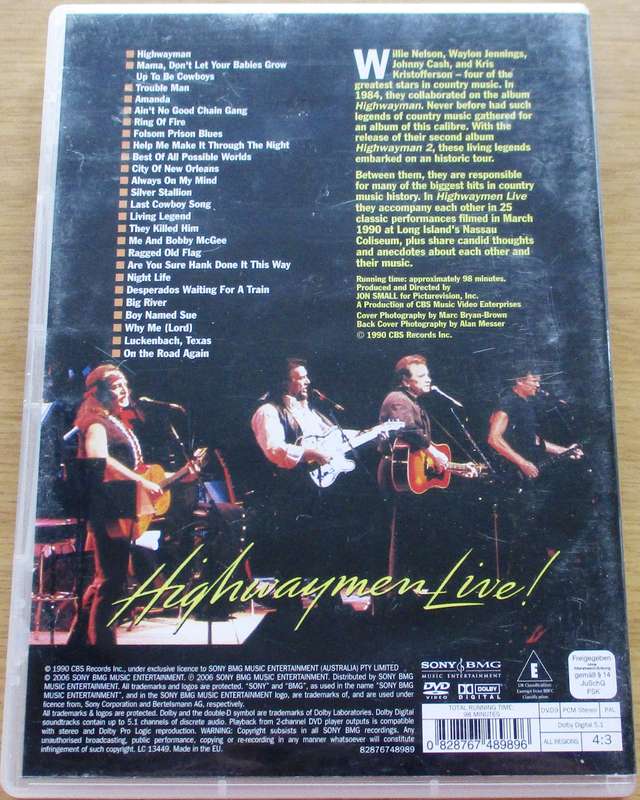 Highwayman
Mama, Don't Let Your Babies Grow
Up To Be Cowboys
Trouble Man
Amanda
Ain't No Good Chain Gang
Ring Of Fire
Folsom Prison Blues
Help Me Make It Through The Night
Best Of All Possible Worlds
City Of New Orleans
Always On My Mind
Silver Stallion
Last Cowboy Song
Living Legend
They Killed Him
Me And Bobby McGee
Ragged Old Flag
Are You Sure Hank Done It This Way
Night Life
Desperados Waiting For A Train
Big River
Boy Named Sue
Why Me (Lord)
Luckenbach, Texas
On the Road Again
Willie Nelson, Waylon Jennings,
Johnny Cash, and Kris
Kristofferson – four of the
greatest stars in country music. In
1984, they collaborated on the album
Highwayman. Never before had such
legends of country music gathered for
an album of this calibre. With the
release of their second album
Highwayman 2, these living legends
embarked on an historic tour.
Between them, they are responsible
for many of the biggest hits in country
music history. In Highwaymen Live
they accompany each other in 25
classic performances filmed in March
1990 at Long Island's Nassau
Coliseum, plus share candid thoughts
and anecdotes about each other and
their music.
Running time: approximately 98 minutes.
Produced and Directed by
JON SMALL for Picturevision, Inc.
A Production of CBS Music Video Enterprises
Cover Photography by Marc Bryan-Brown
Back Cover Photography by Alan Messer
© 1990 CBS Records Inc.
Highwaymen Live!
© 1990 CBS Records Inc., under exclusive licence to SONY BMG MUSIC ENTERTAINMENT (AUSTRALIA) PTY LIMITED
© 2006 SONY BMG MUSIC ENTERTAINMENT. ℗ 2006 SONY BMG MUSIC ENTERTAINMENT. Distributed by SONY BMG
MUSIC ENTERTAINMENT. All trademarks and logos are protected. "SONY" and "BMG", as used in the name "SONY BMG
MUSIC ENTERTAINMENT", and in the SONY BMG MUSIC ENTERTAINMENT logo, are trademarks of, and are used under
licence from, Sony Corporation and Bertelsmann AG, respectively.
All trademarks & logos are protected. Dolby and the double-D symbol are trademarks of Dolby Laboratories. Dolby Digital
soundtracks contain up to 5.1 channels of discrete audio. Playback from 2-channel DVD player outputs is compatible
with stereo and Dolby Pro Logic reproduction. WARNING: Copyright subsists in all SONY BMG recordings. Any
unauthorised broadcasting, public performance, copying or re-recording in any manner whatsoever will constitute
infringement of such copyright. LC 13449. Made in the EU.
82876748989
SONY BMG
MUSIC ENTERTAINMENT
DVD
VIDEO
DOLBY
DIGITAL
E
UK Classification
Exempt from BBFC
Classification
Freigegeben
ohne
Altersbeschränkung
gemäß § 14
JuSchG
FSK
TOTAL RUNNING TIME:
98 MINUTES
0 828767 489896
DVD9
PCM Stereo
PAL
Dolby Digital 5.1
ALL REGIONS
4:3